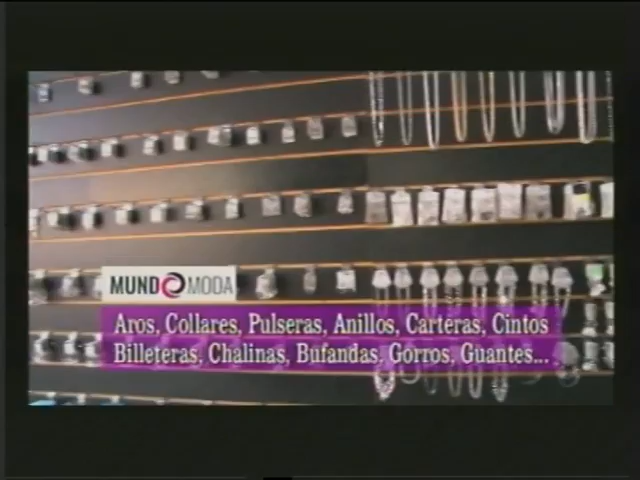 MUNDO MODA
Aros, Collares, Pulseras, Anillos, Carteras, Cintos
Billeteras, Chalinas, Bufandas, Gorros, Guantes...